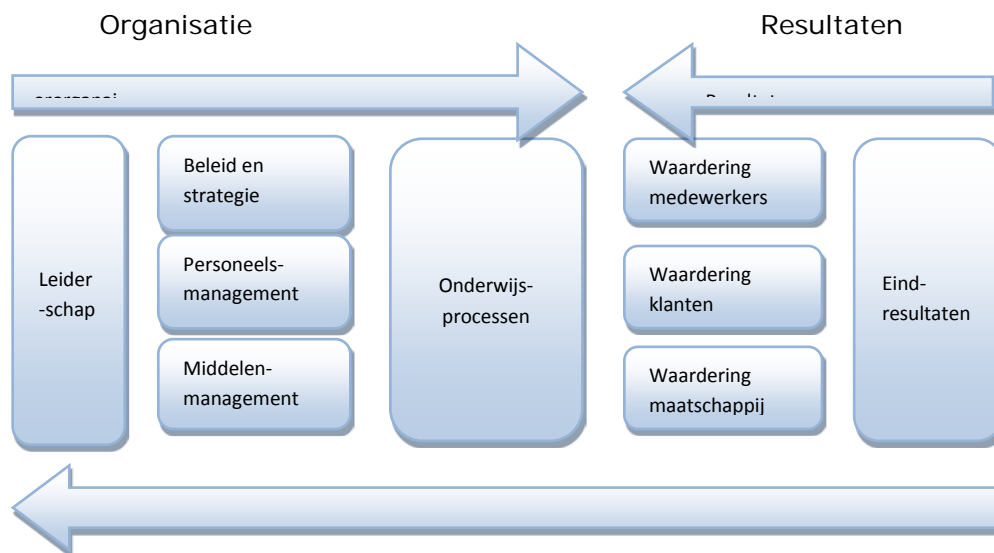 Organisatie
Resultaten
Leider
-schap
Beleid en
strategie
Personeels-
management
Middelen-
management
Onderwijs-
processen
Waardering
medewerkers
Waardering
klanten
Waardering
maatschappij
Eind-
resultaten